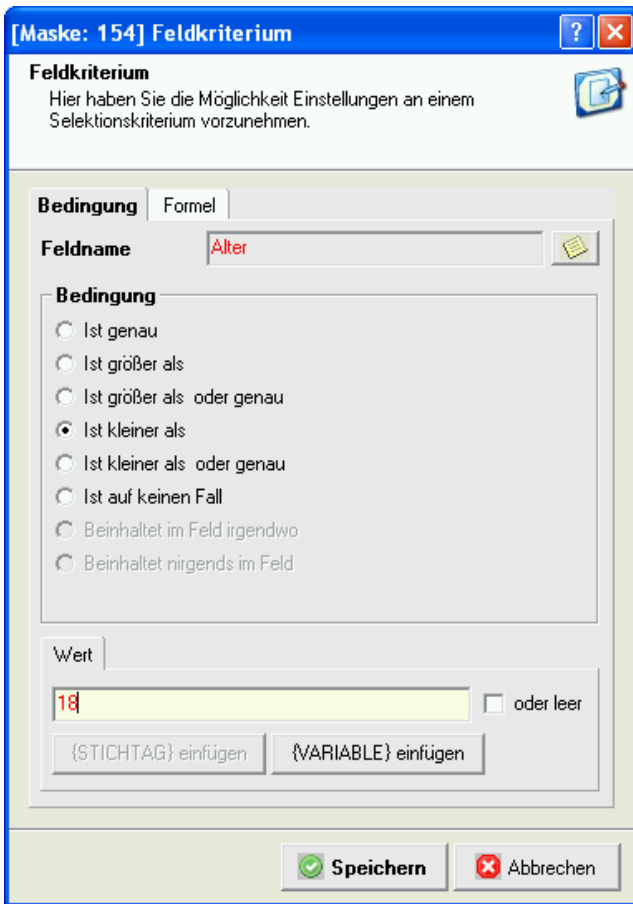 [Maske: 154] Feldkriterium
Feldkriterium
Hier haben Sie die Möglichkeit Einstellungen an einem
Selektionskriterium vorzunehmen.
Bedingung Formel
Feldname Alter
Bedingung
Ist genau
Ist größer als
Ist größer als oder genau
Ist kleiner als
Ist kleiner als oder genau
Ist auf keinen Fall
Beinhaltet im Feld irgendwo
Beinhaltet nirgends im Feld
Wert
18 oder leer
{STICHTAG} einfügen {VARIABLE} einfügen
Speichern Abbrechen